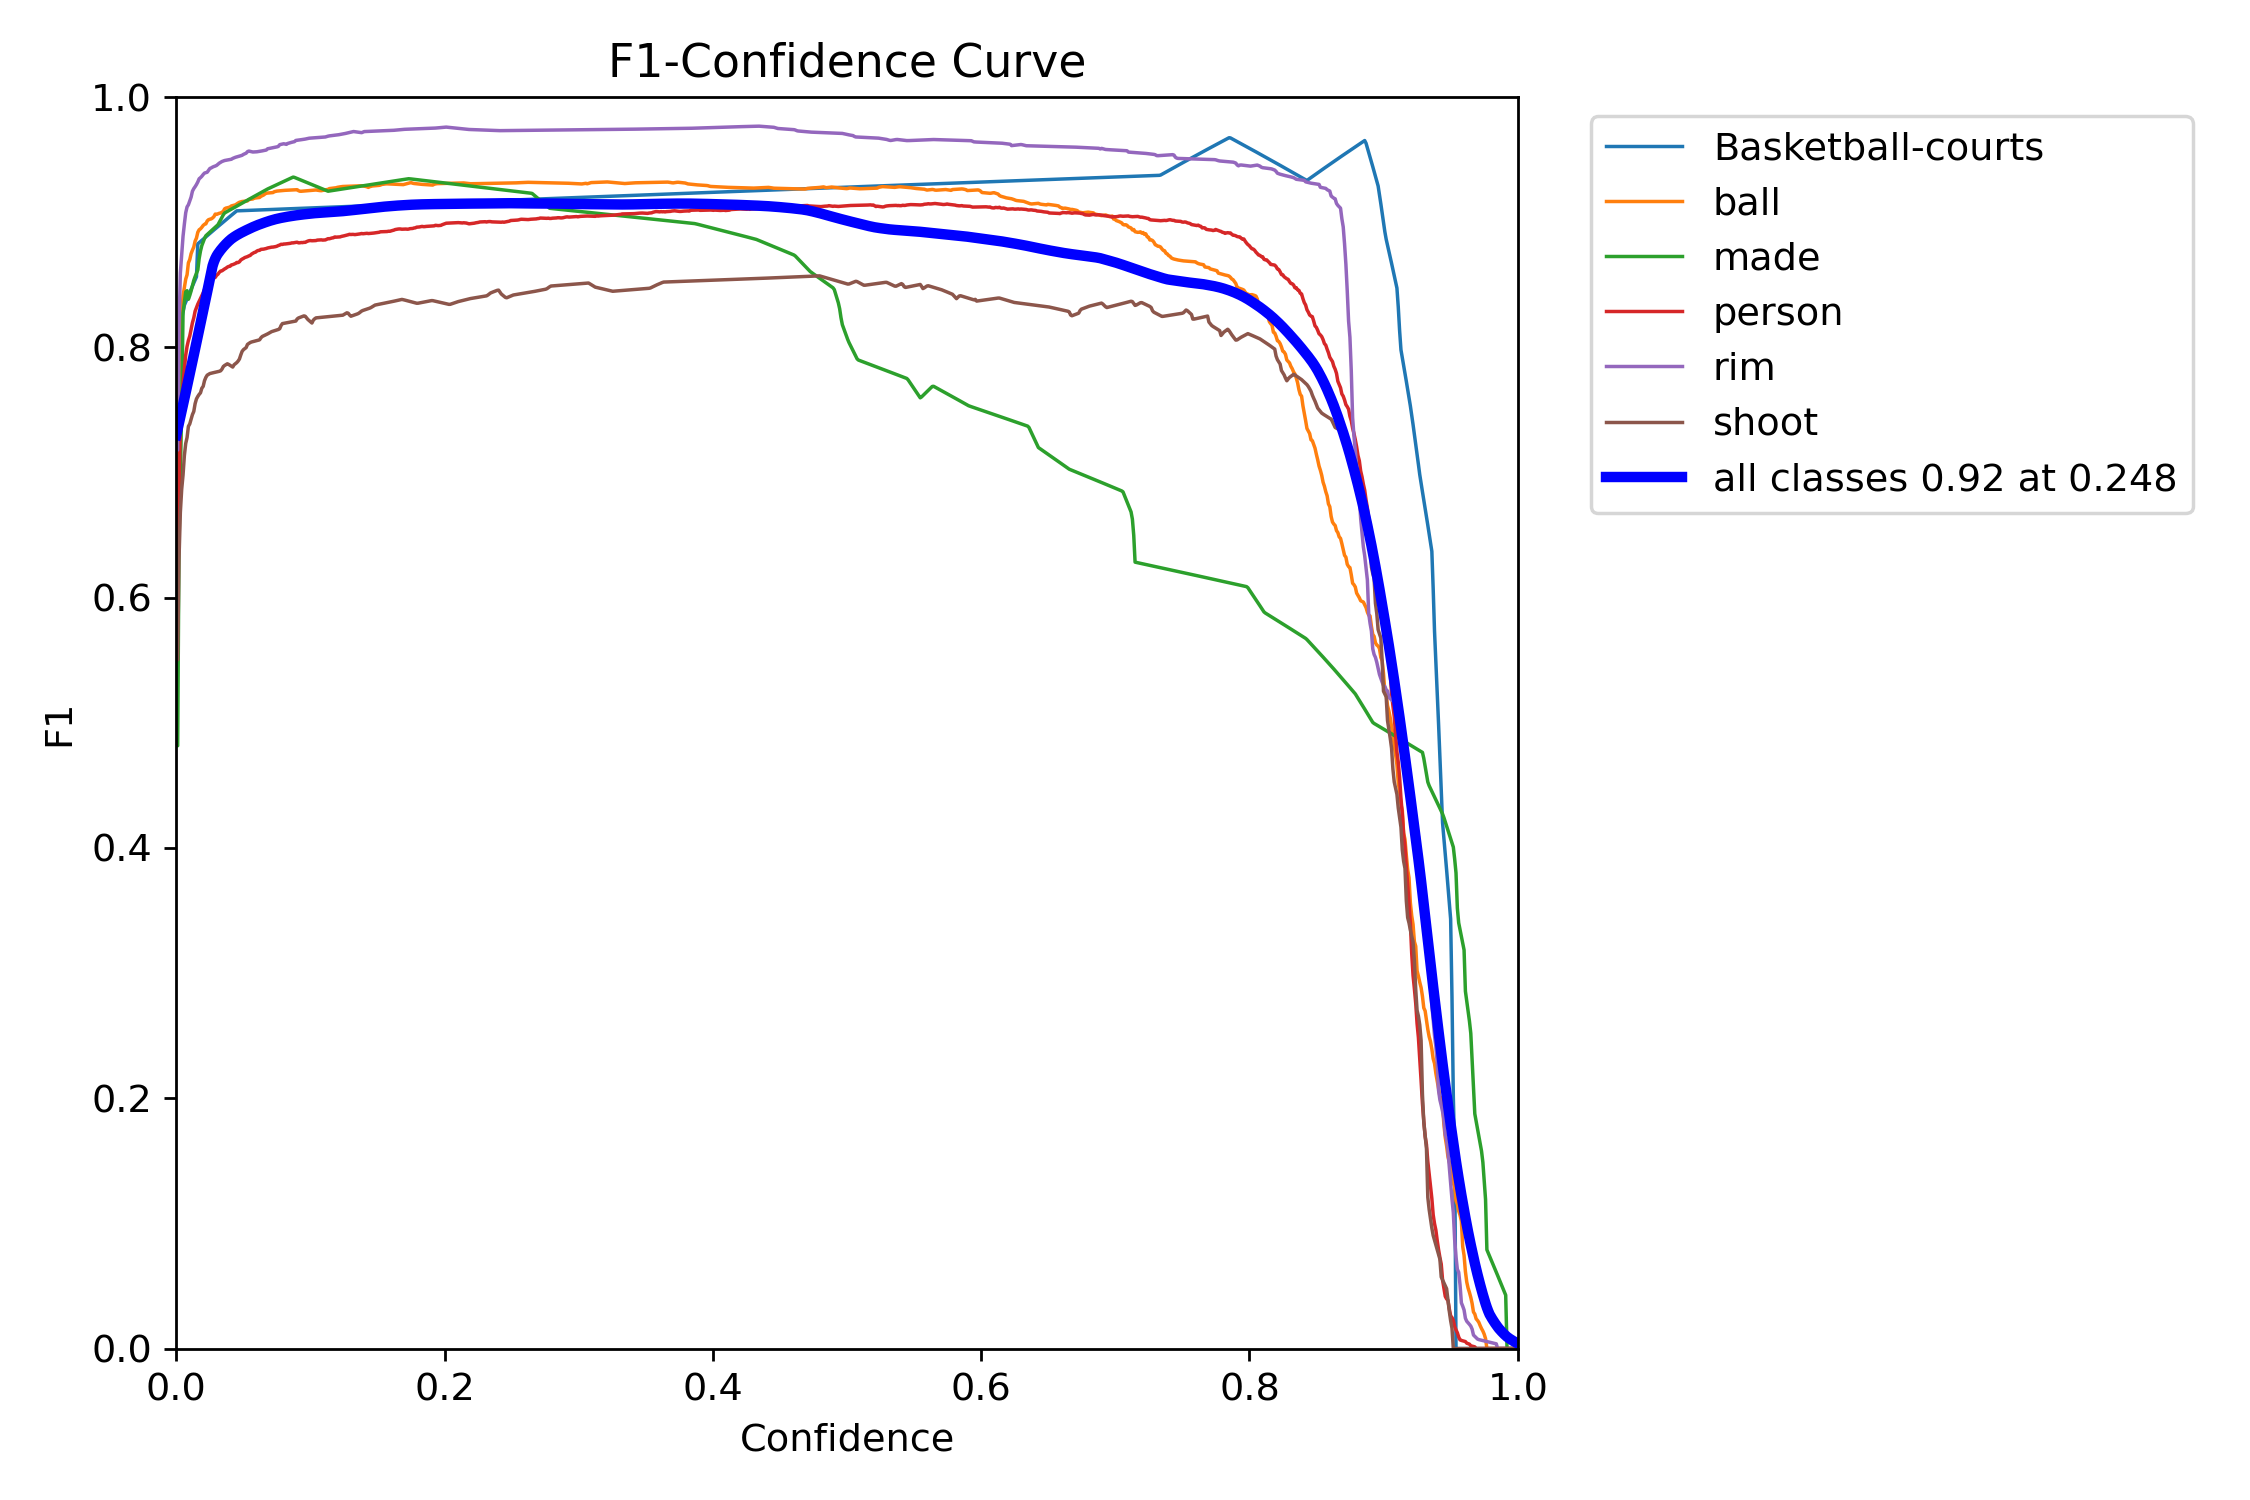 F1-Confidence Curve
1.0
0.8
0.6
0.4
0.2
0.0
F1
0.0 0.2 0.4 0.6 0.8 1.0
Confidence
Basketball-courts
ball
made
person
rim
shoot
all classes 0.92 at 0.248